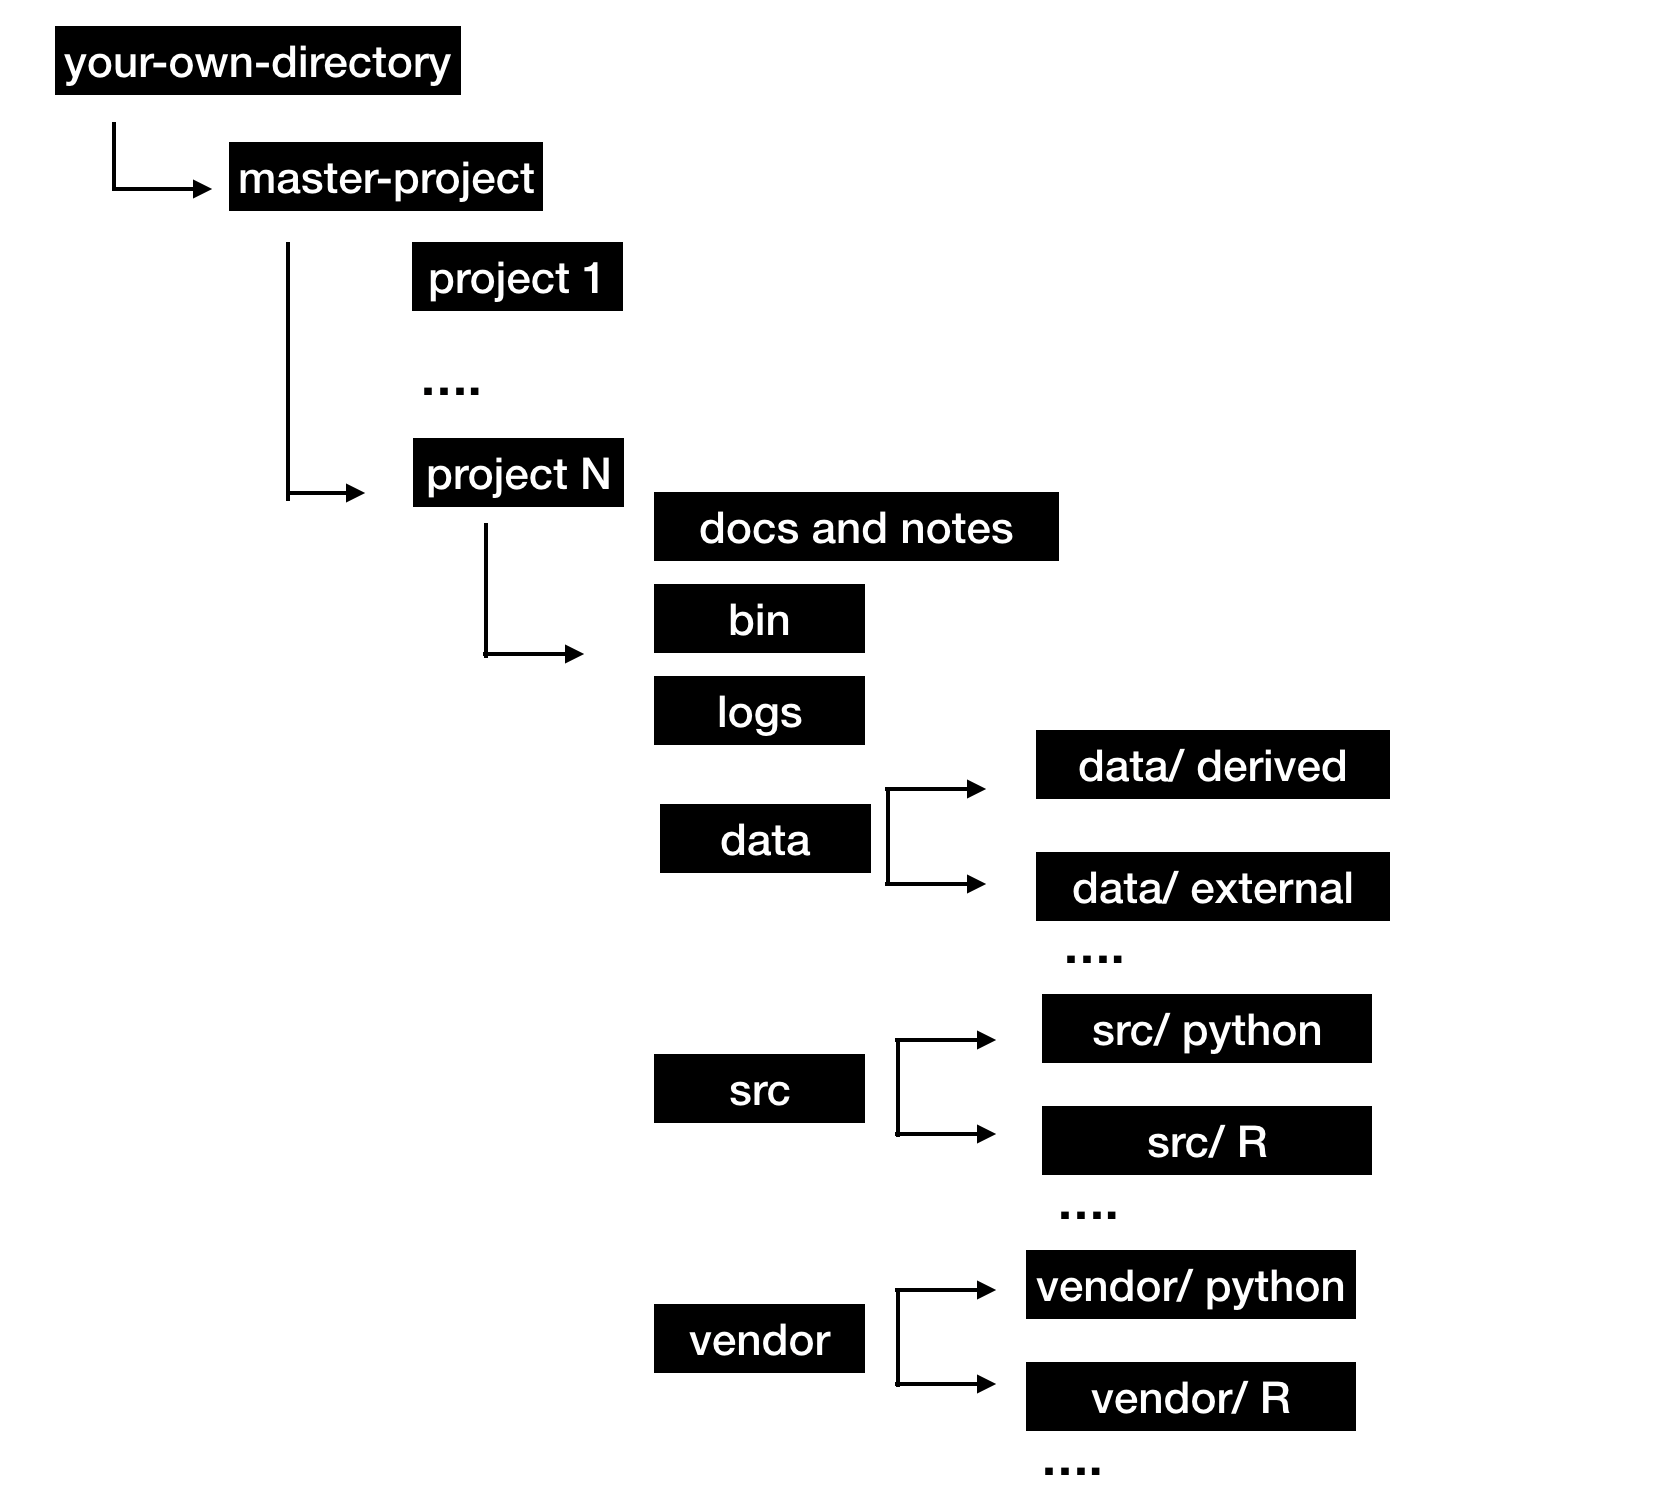 your-own-directory
master-project
project 1
....
project N
docs and notes
bin
logs
data
data/ derived
data/ external
....
src
src/ python
src/ R
....
vendor
vendor/ python
vendor/ R
....